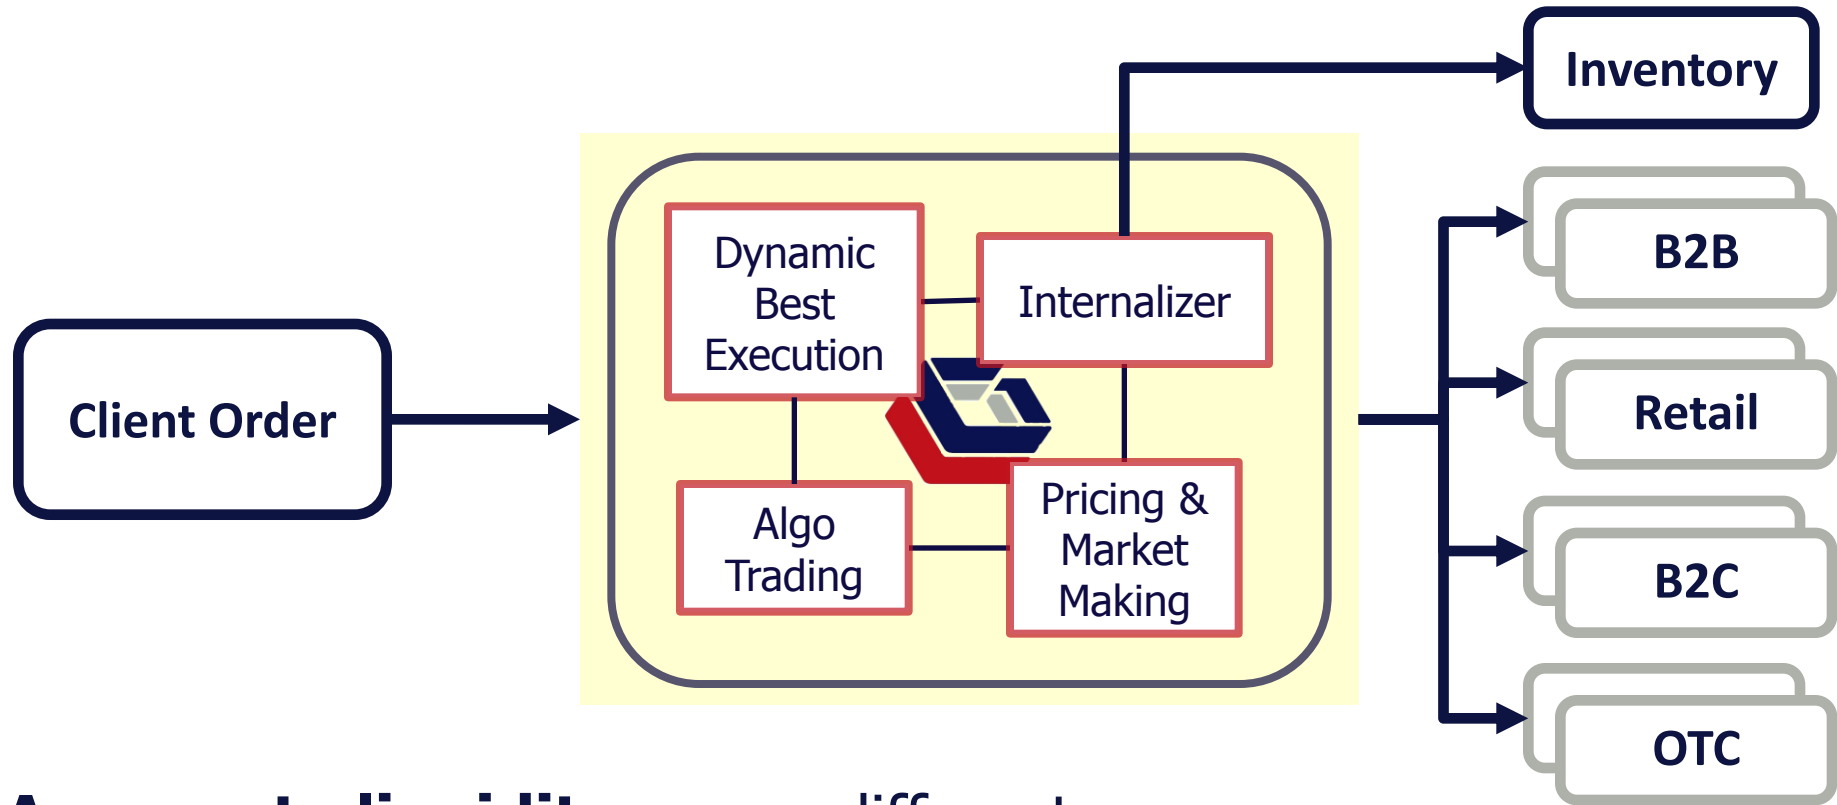 Inventory
Dynamic
Best
Execution
Internalizer
B2B
Client Order
Retail
Algo
Trading
Pricing &
Market
Making
B2C
OTC